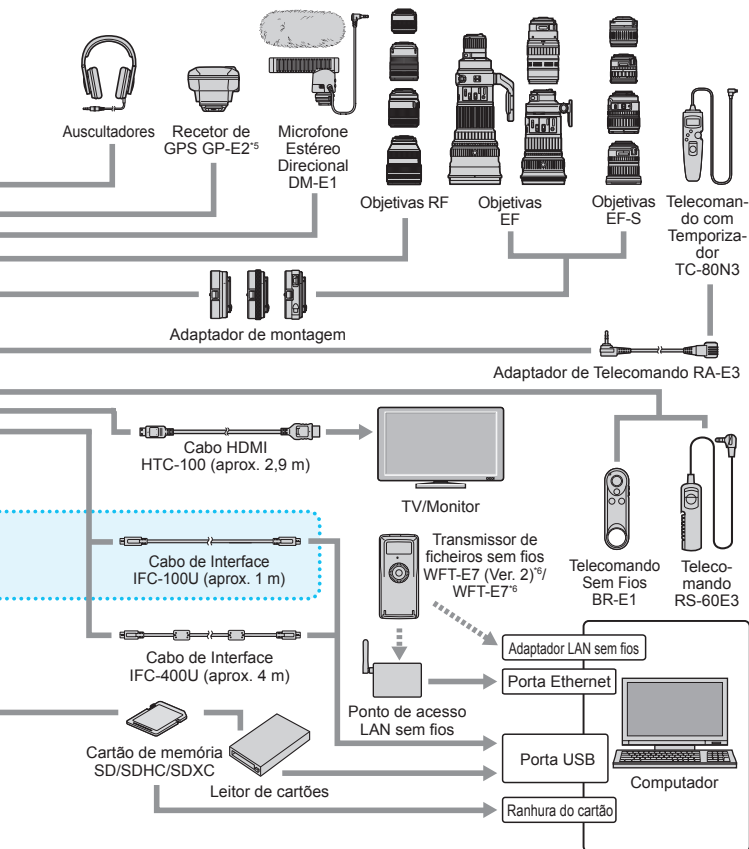 Auscultadores
Recetor de
GPS GP-E2*5
Microfone
Estéreo
Direcional
DM-E1
Objetivas RF
Objetivas
EF
Objetivas
EF-S
Telecoman-
do com
Temporiza-
dor
TC-80N3
Adaptador de montagem
Adaptador de Telecomando RA-E3
Cabo HDMI
HTC-100 (aprox. 2,9 m)
TV/Monitor
Cabo de Interface
IFC-100U (aprox. 1 m)
Transmissor de
ficheiros sem fios
WFT-E7 (Ver. 2)*6/
WFT-E7*6
Telecomando
Sem Fios
BR-E1
Teleco-
mando
RS-60E3
Cabo de Interface
IFC-400U (aprox. 4 m)
Adaptador LAN sem fios
Porta Ethernet
Ponto de acesso
LAN sem fios
Cartão de memória
SD/SDHC/SDXC
Leitor de cartões
Porta USB
Computador
Ranhura do cartão